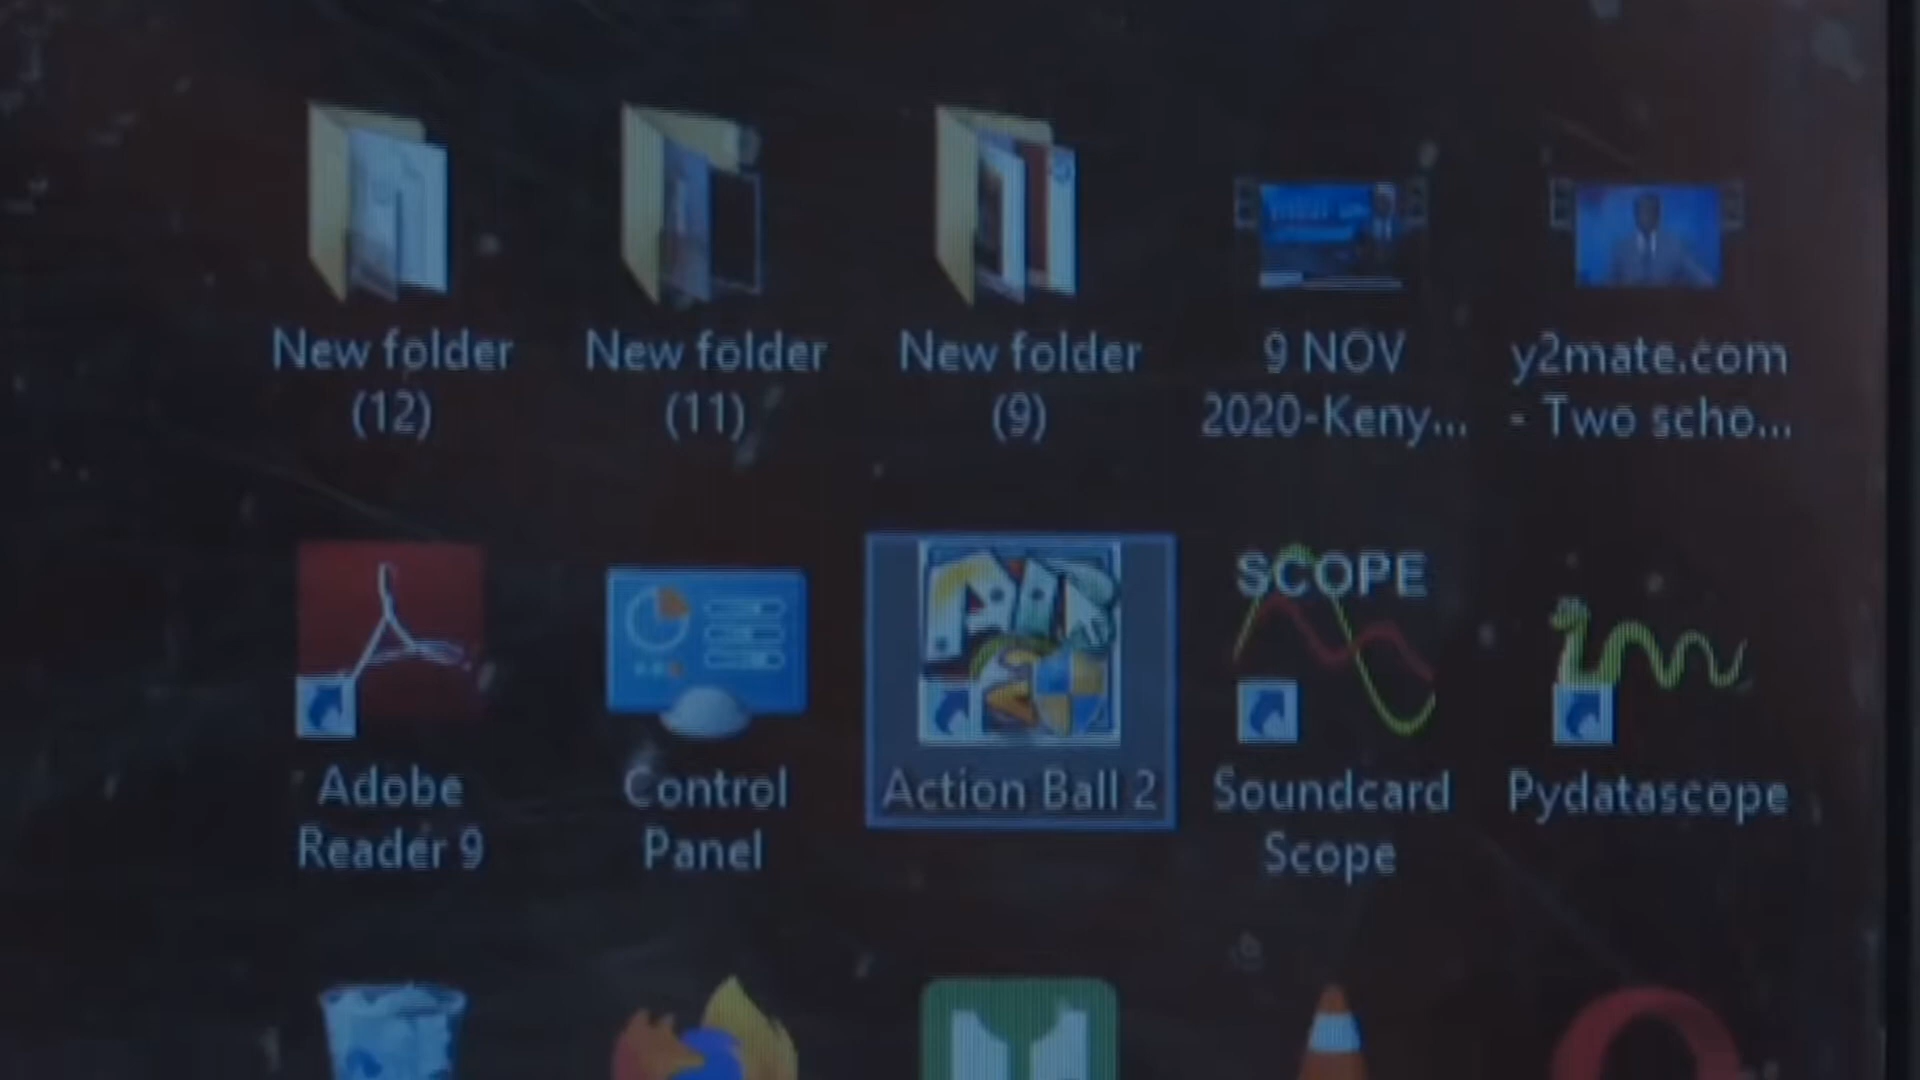 New folder
(12)
New folder
(11)
New folder
(9)
9 NOV
2020-Keny...
y2mate.com
- Two scho...
SCOPE
Adobe
Reader 9
Control
Panel
Action Ball 2
Soundcard
Scope
Pydatascope